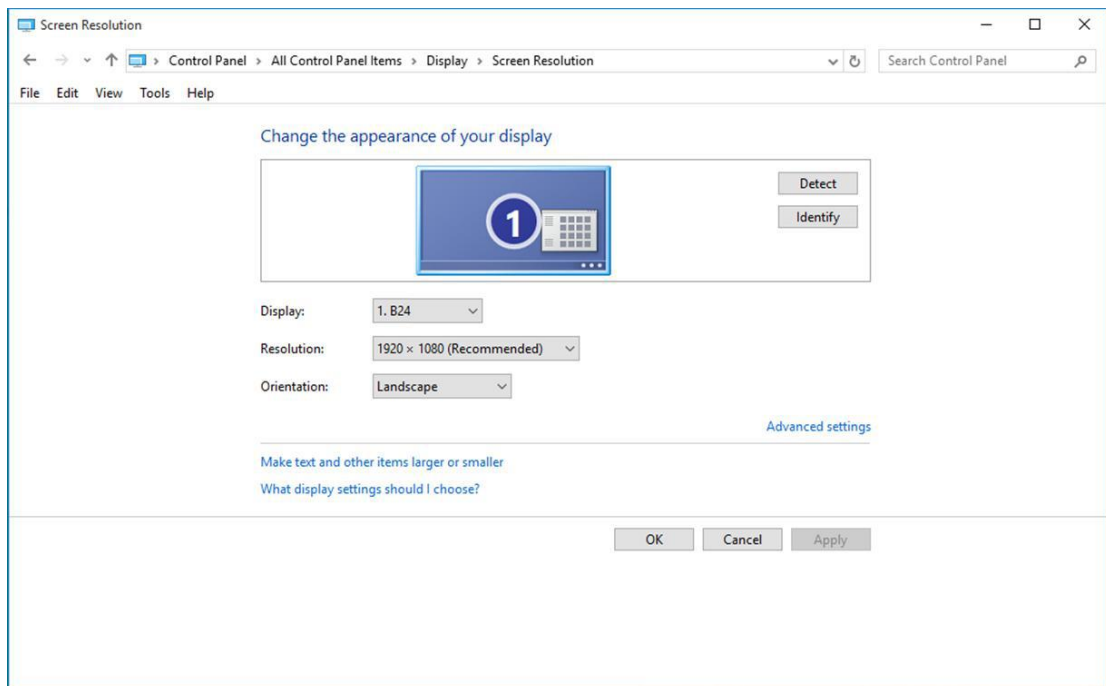 Screen Resolution
Control Panel > All Control Panel Items > Display > Screen Resolution
Search Control Panel
File Edit View Tools Help
Change the appearance of your display
1
Detect
Identify
Display: 1. B24
Resolution: 1920 × 1080 (Recommended)
Orientation: Landscape
Advanced settings
Make text and other items larger or smaller
What display settings should I choose?
OK Cancel Apply